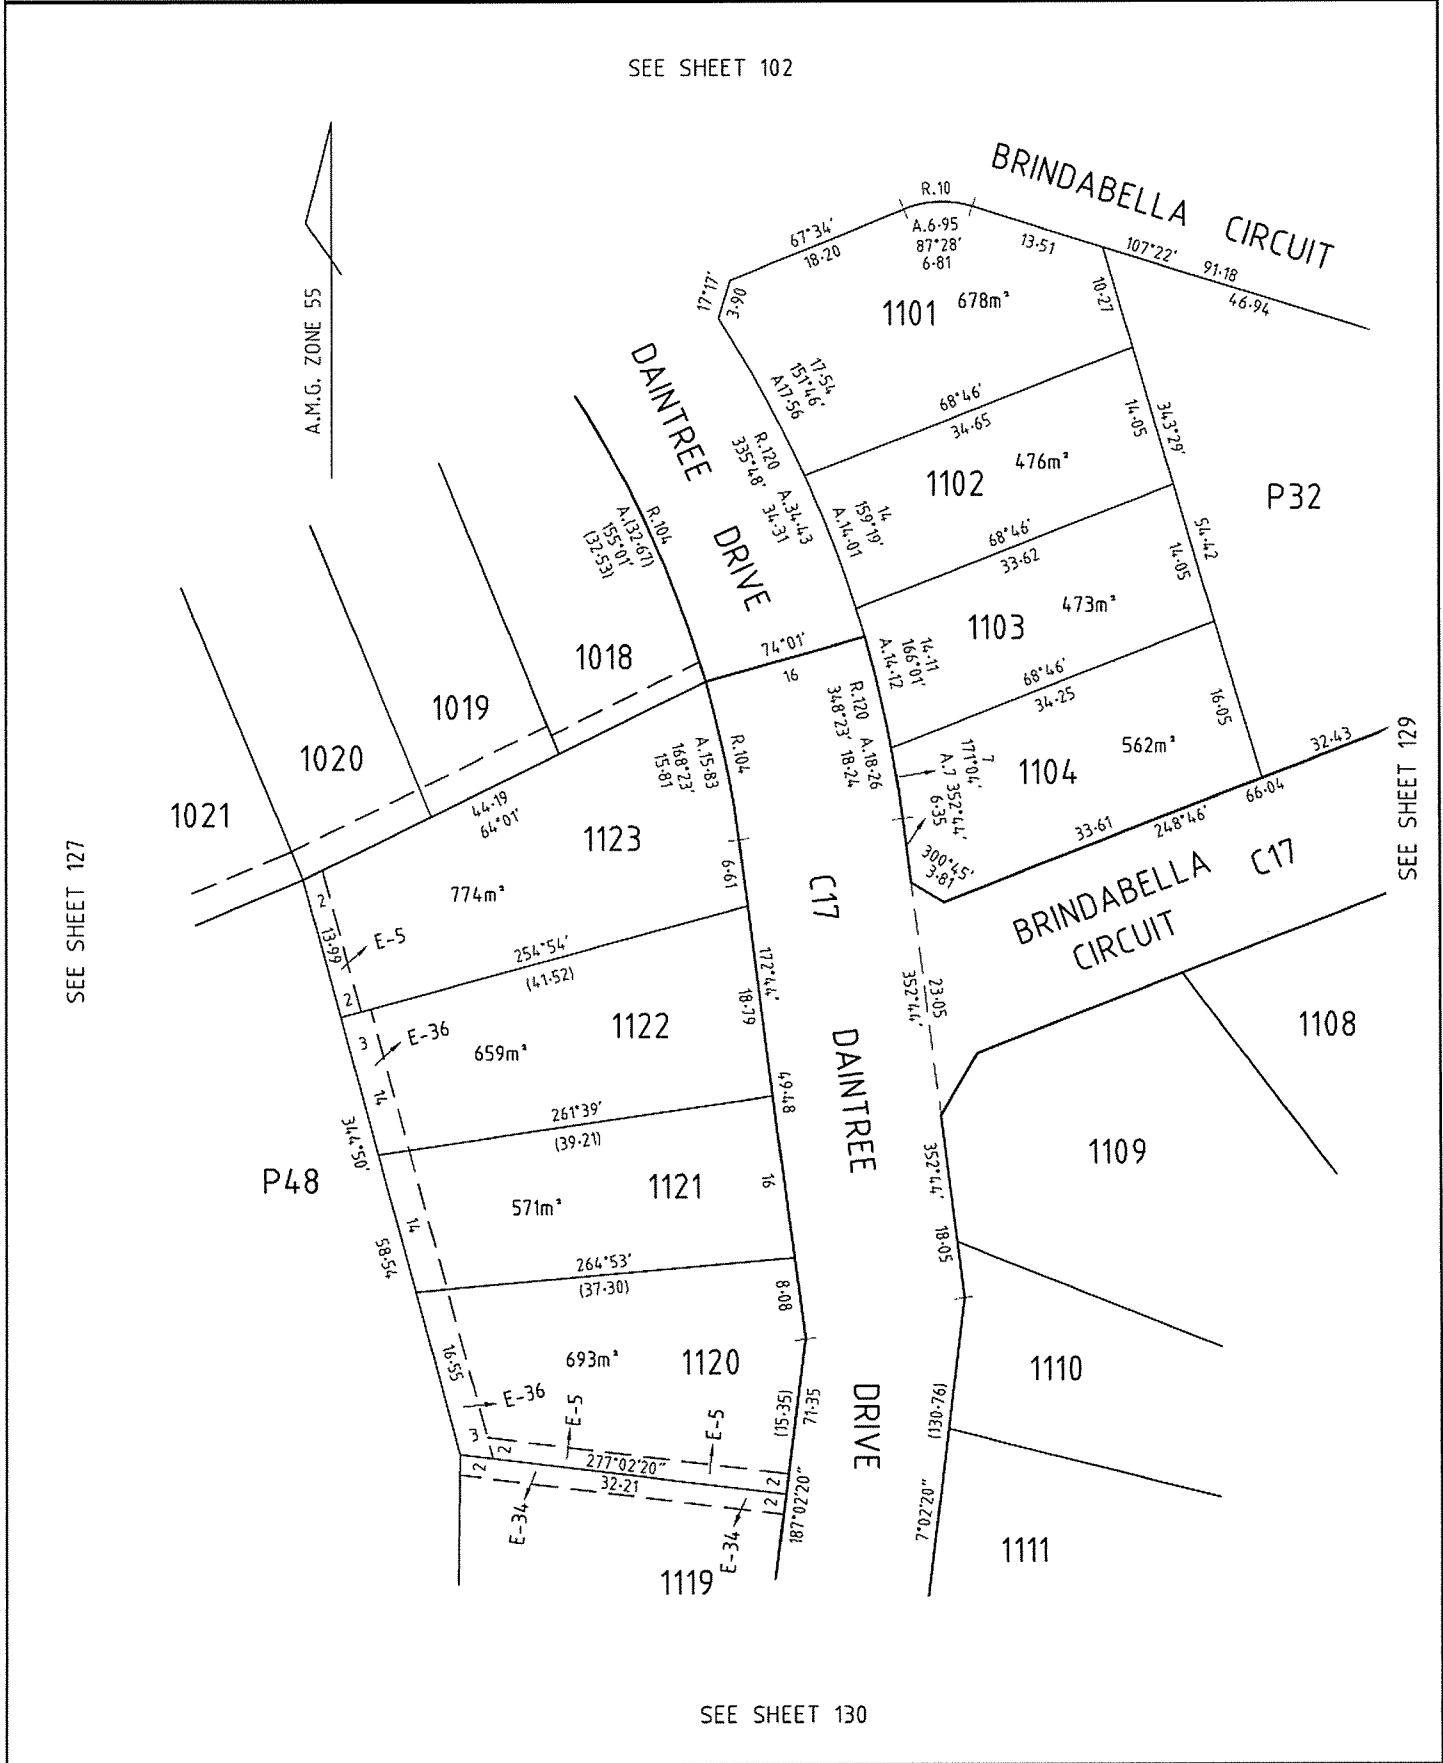 SEE SHEET 102
A.M.G. ZONE 55
BRINDABELLA CIRCUIT
R.10
A.6·95
87°28'
6·81
67°34'
18·20
13·51
107°22'
91·18
46·94
17°17'
3·90
1101 678m²
10·27
17·54
151°46'
A17·56
68°46'
34·65
DAINTREE DRIVE
R.120
335°48'
A.34·43
34·31
1102 476m²
14·05
343°29'
P32
14
159°19'
A.14·01
68°46'
33·62
54·42
14·05
R.104
A.(32·67)
155°01'
(32·53)
1103 473m²
14·11
166°01'
A.14·12
74°01'
16
68°46'
34·25
16·05
1018
1019
1020
1021
R.120
348°23'
A.18·26
18·24
7
171°04'
A.7
352°44'
6·35
1104 562m²
32·43
66·04
33·61
248°46'
300°45'
3·81
SEE SHEET 129
SEE SHEET 127
R.104
A.15·83
168°23'
15·81
44·19
64°01'
1123
774m²
6·61
C17
BRINDABELLA C17
CIRCUIT
2
13·99
E-5
2
254°54'
(41·52)
172°44'
18·79
23·05
352°44'
3
E-36
1122
659m²
1108
14
DAINTREE
49·48
261°39'
(39·21)
344°50'
P48
1121
571m²
16
1109
352°44'
14
18·05
58·54
264°53'
(37·30)
8·08
16·55
693m²
1120
1110
E-36
E-5
E-5
(15·35)
71·35
DRIVE
(130·76)
3
2
277°02'20"
32·21
2
2
2
187°02'20"
7°02'20"
E-34
E-34
1119
1111
SEE SHEET 130